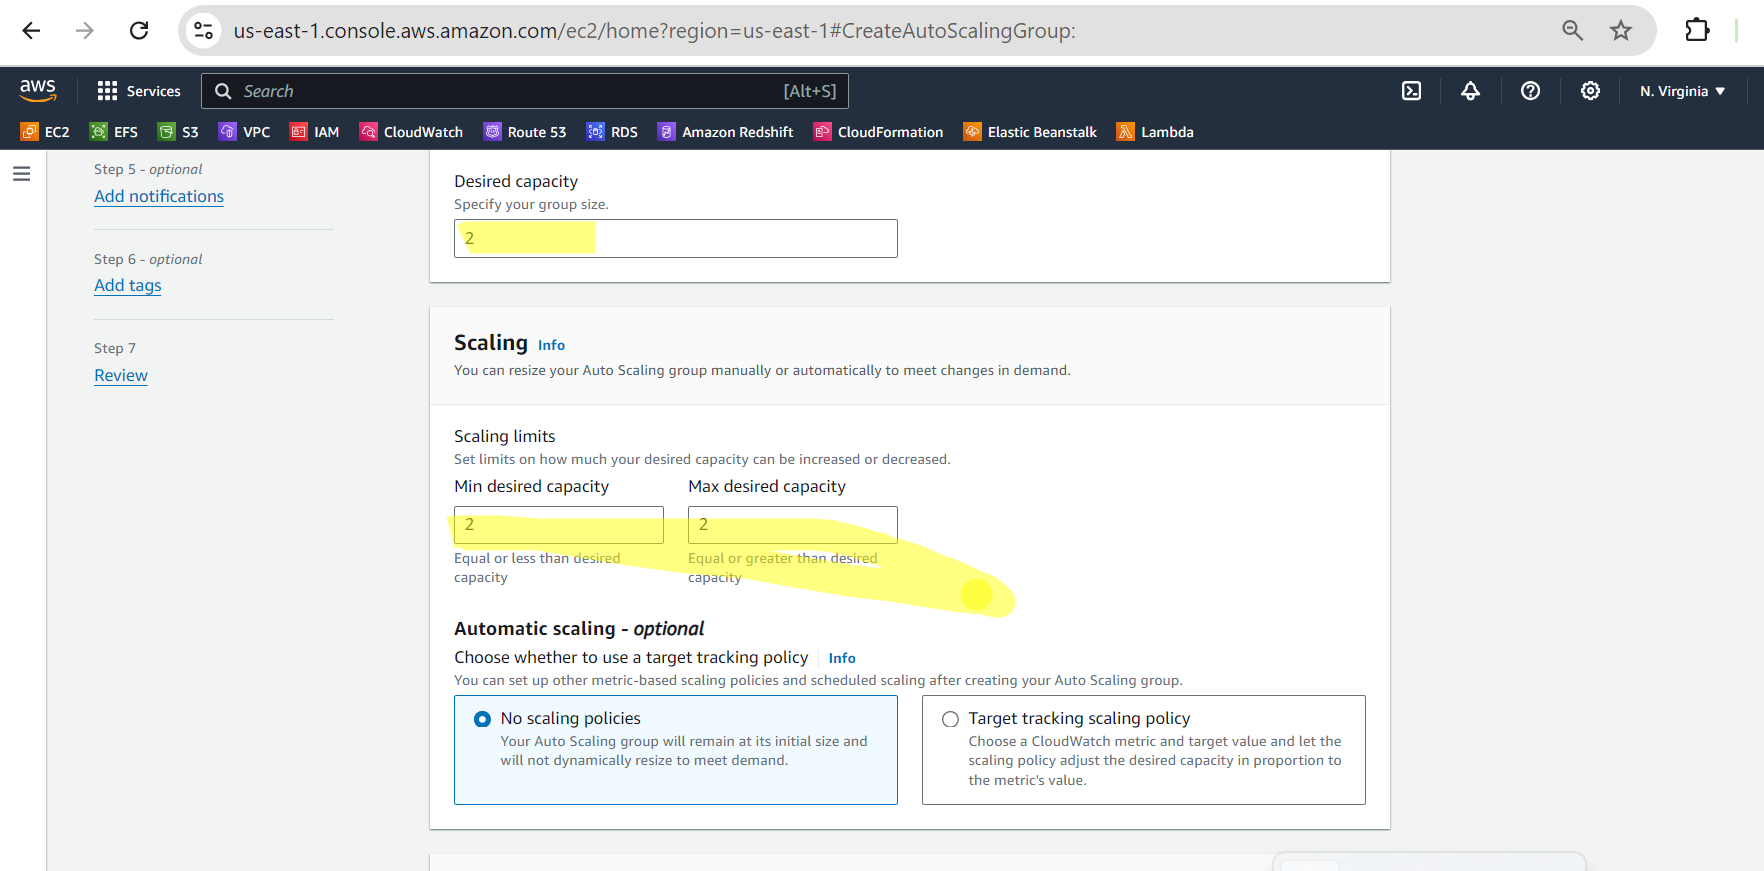 us-east-1.console.aws.amazon.com/ec2/home?region=us-east-1#CreateAutoScalingGroup:
aws
Services
Search
[Alt+S]
N. Virginia
EC2
EFS
S3
VPC
IAM
CloudWatch
Route 53
RDS
Amazon Redshift
CloudFormation
Elastic Beanstalk
Lambda
Step 5 - optional
Add notifications
Step 6 - optional
Add tags
Step 7
Review
Desired capacity
Specify your group size.
2
Scaling Info
You can resize your Auto Scaling group manually or automatically to meet changes in demand.
Scaling limits
Set limits on how much your desired capacity can be increased or decreased.
Min desired capacity
2
Equal or less than desired
capacity
Max desired capacity
2
Equal or greater than desired
capacity
Automatic scaling - optional
Choose whether to use a target tracking policy Info
You can set up other metric-based scaling policies and scheduled scaling after creating your Auto Scaling group.
No scaling policies
Your Auto Scaling group will remain at its initial size and
will not dynamically resize to meet demand.
Target tracking scaling policy
Choose a CloudWatch metric and target value and let the
scaling policy adjust the desired capacity in proportion to
the metric's value.